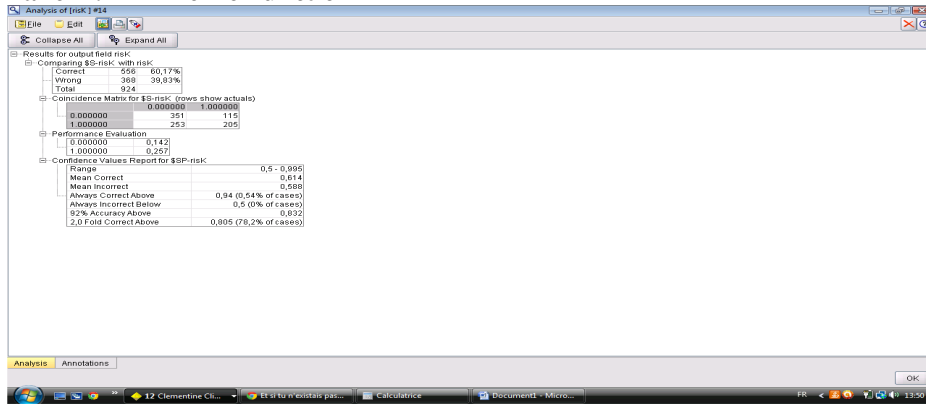 Analysis of [risK ] #14
File Edit
Collapse All Expand All
Results for output field risK
Comparing $S-risK with risK
Correct 556 60,17%
Wrong 368 39,83%
Total 924
Coincidence Matrix for $S-risK (rows show actuals)
0.000000 1.000000
0.000000 351 115
1.000000 253 205
Performance Evaluation
0.000000 0,142
1.000000 0,257
Confidence Values Report for $SP-risK
Range 0,5 - 0,995
Mean Correct 0,614
Mean Incorrect 0,588
Always Correct Above 0,94 (0,54% of cases)
Always Incorrect Below 0,5 (0% of cases)
92% Accuracy Above 0,832
2,0 Fold Correct Above 0,805 (78,2% of cases)
Analysis Annotations
OK
12 Clementine Cli... Et si tu n'existais pas... Calculatrice Document1 - Micro... FR 13:50